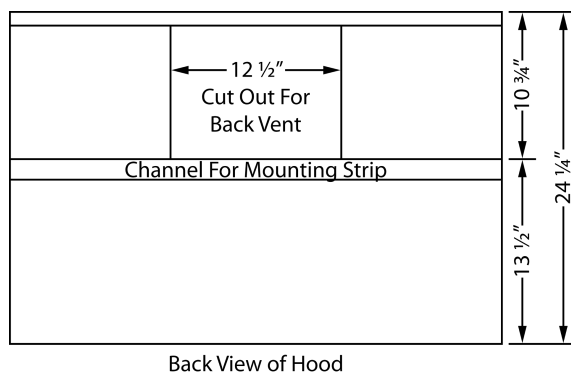 12 ½”
Cut Out For
Back Vent
Channel For Mounting Strip
10 ¾”
13 ½”
24 ¼”
Back View of Hood